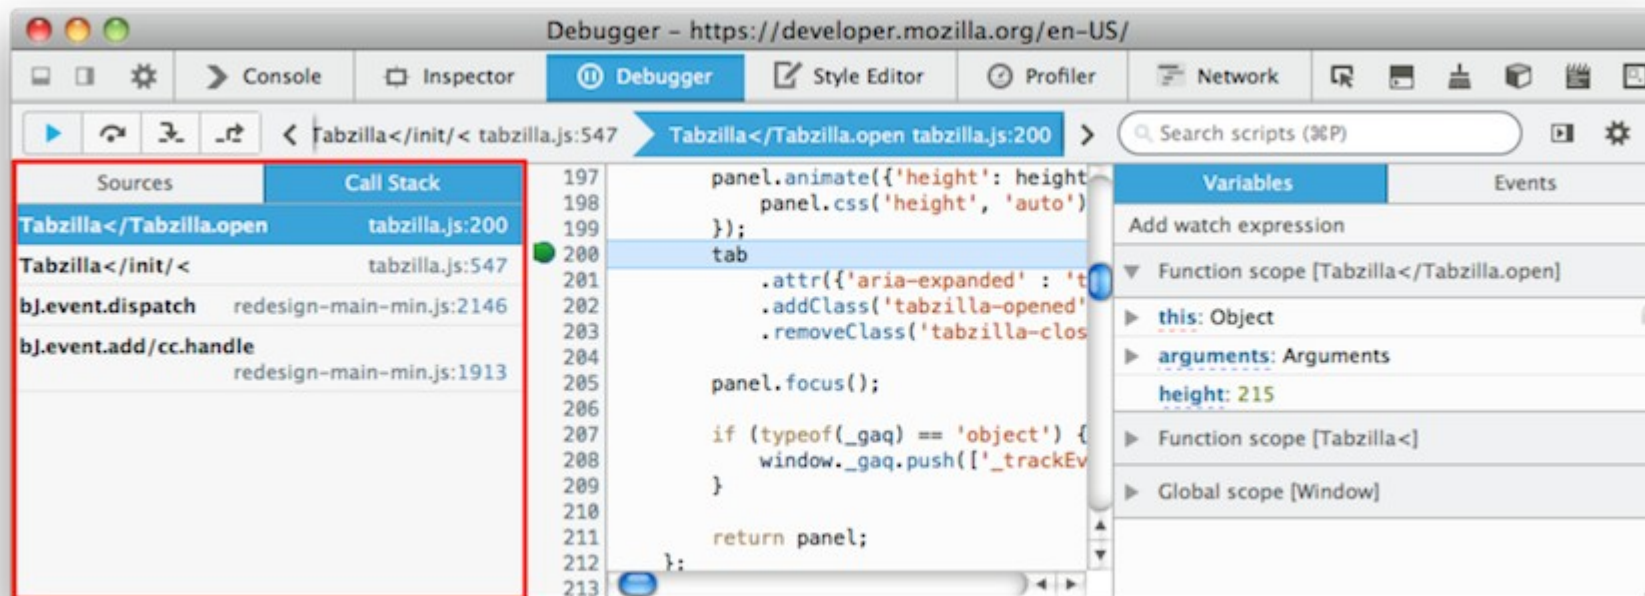 Debugger – https://developer.mozilla.org/en-US/
Console Inspector Debugger Style Editor Profiler Network
Tabzilla</init/< tabzilla.js:547 Tabzilla</Tabzilla.open tabzilla.js:200 Search scripts (⌘P)
Sources Call Stack
Tabzilla</Tabzilla.open tabzilla.js:200
Tabzilla</init/< tabzilla.js:547
bJ.event.dispatch redesign-main-min.js:2146
bJ.event.add/cc.handle
redesign-main-min.js:1913
197 panel.animate({'height': height
198 panel.css('height', 'auto')
199 });
200 tab
201 .attr({'aria-expanded' : 't
202 .addClass('tabzilla-opened'
203 .removeClass('tabzilla-clos
204
205 panel.focus();
206
207 if (typeof(_gaq) == 'object') {
208 window._gaq.push(['_trackEv
209 }
210
211 return panel;
212 };
213
Variables Events
Add watch expression
Function scope [Tabzilla</Tabzilla.open]
this: Object
arguments: Arguments
height: 215
Function scope [Tabzilla<]
Global scope [Window]